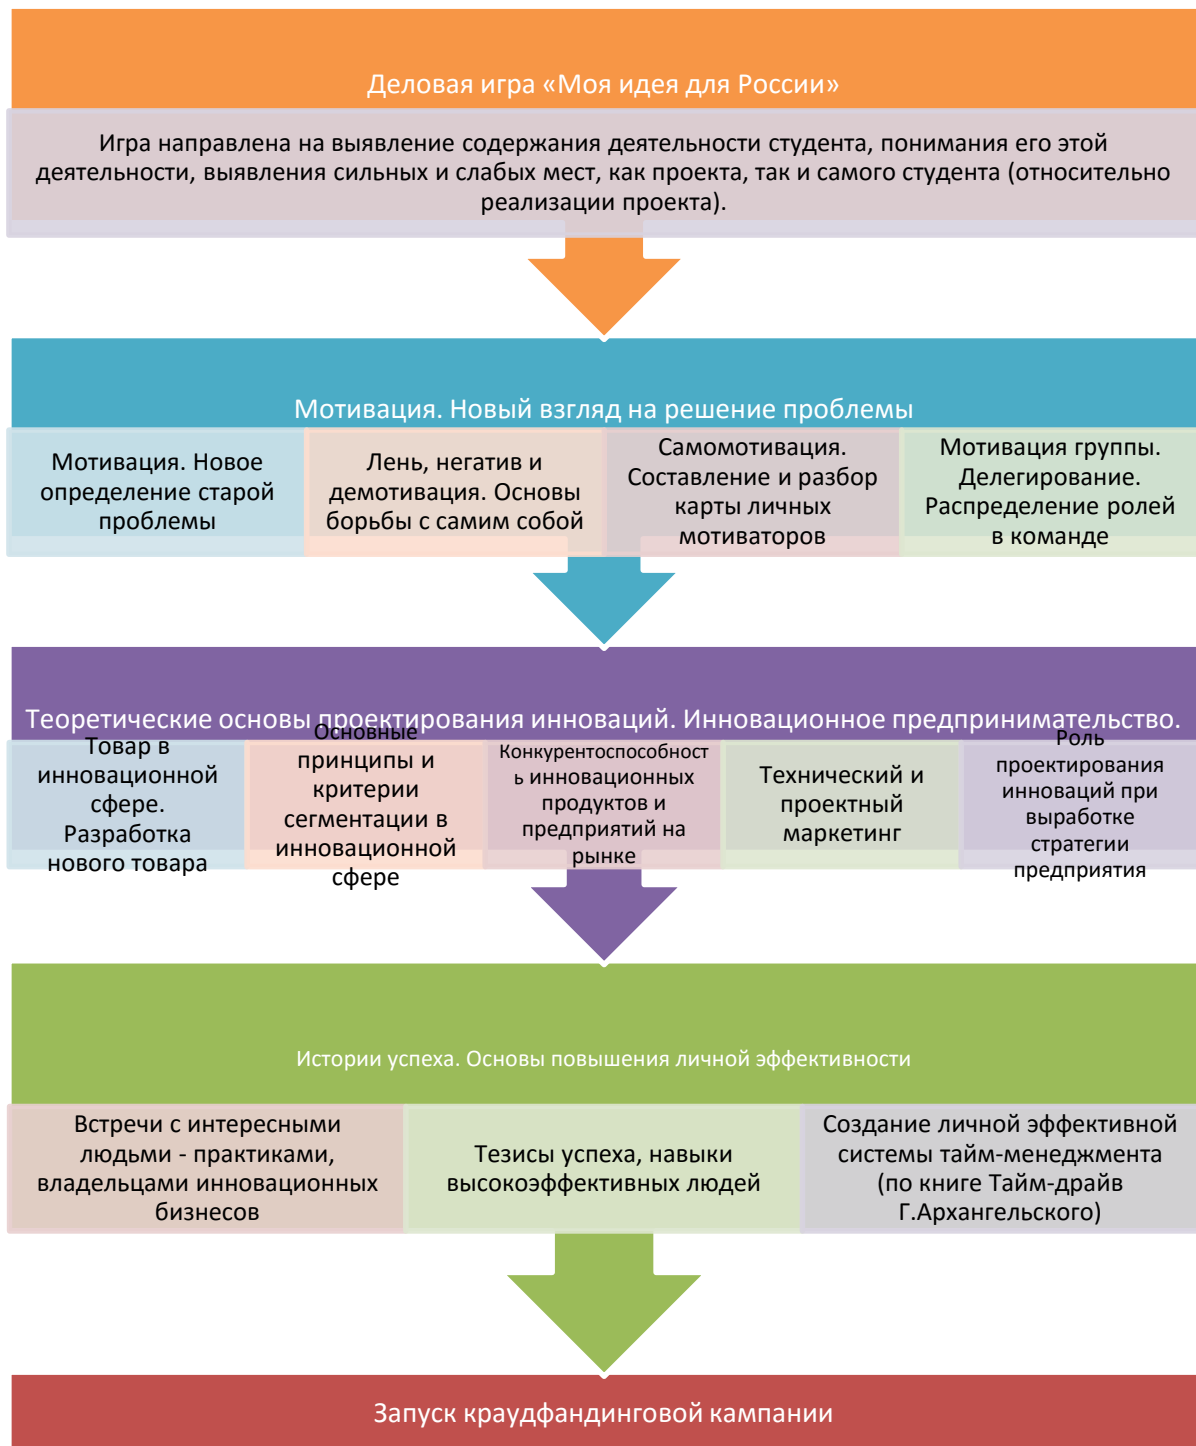 Деловая игра «Моя идея для России»
Игра направлена на выявление содержания деятельности студента, понимания его этой
деятельности, выявления сильных и слабых мест, как проекта, так и самого студента (относительно
реализации проекта).
Мотивация. Новый взгляд на решение проблемы
Мотивация. Новое
определение старой
проблемы
Лень, негатив и
демотивация. Основы
борьбы с самим собой
Самомотивация.
Составление и разбор
карты личных
мотиваторов
Мотивация группы.
Делегирование.
Распределение ролей
в команде
Теоретические основы проектирования инноваций. Инновационное предпринимательство.
Товар в
инновационной
сфере.
Разработка
нового товара
Основные
принципы и
критерии
сегментации в
инновационной
сфере
Конкурентоспособност
ь инновационных
продуктов и
предприятий на
рынке
Технический и
проектный
маркетинг
Роль
проектирования
инноваций при
выработке
стратегии
предприятия
Истории успеха. Основы повышения личной эффективности
Встречи с интересными
людьми - практиками,
владельцами инновационных
бизнесов
Тезисы успеха, навыки
высокоэффективных людей
Создание личной эффективной
системы тайм-менеджмента
(по книге Тайм-драйв
Г.Архангельского)
Запуск краудфандинговой кампании